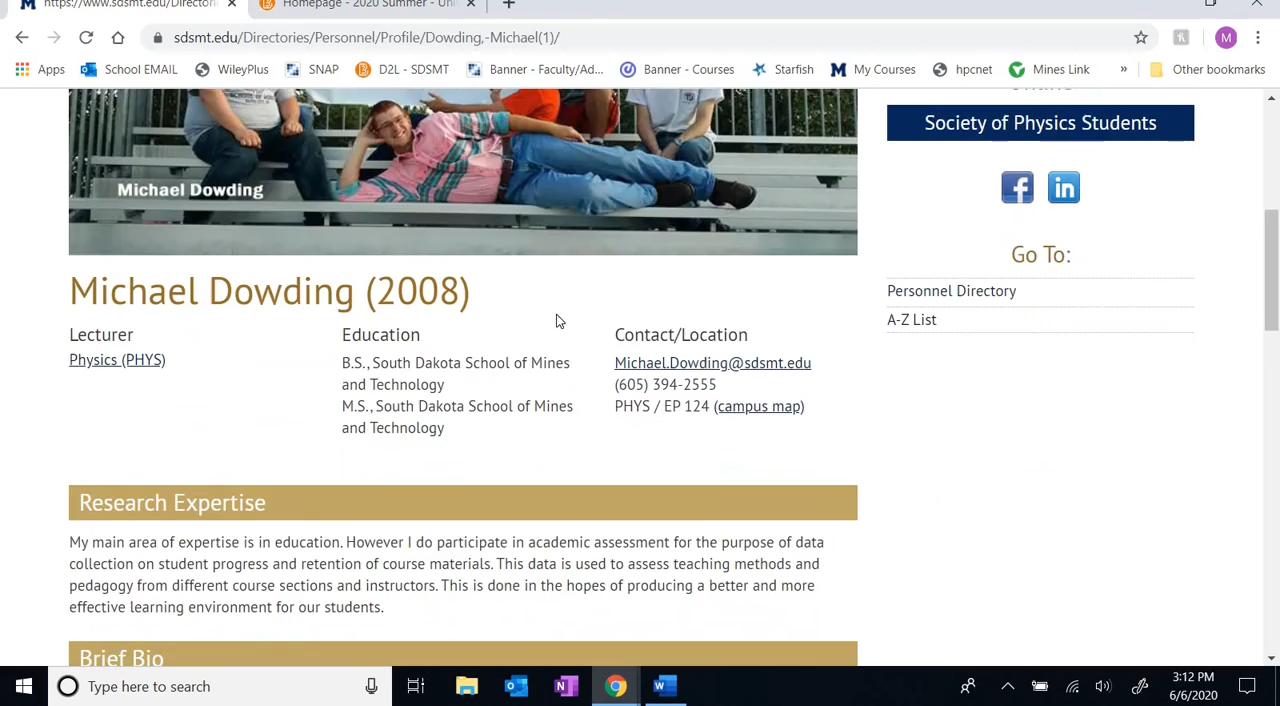 https://www.sdsmt.edu/Directori
Homepage - 2020 Summer - Uni
sdsmt.edu/Directories/Personnel/Profile/Dowding,-Michael(1)/
M
Apps School EMAIL WileyPlus SNAP D2L - SDSMT Banner - Faculty/Ad... Banner - Courses Starfish My Courses hpcnet Mines Link » Other bookmarks
Society of Physics Students
Michael Dowding
Go To:
Personnel Directory
A-Z List
Michael Dowding (2008)
Lecturer
Physics (PHYS)
Education
B.S., South Dakota School of Mines
and Technology
M.S., South Dakota School of Mines
and Technology
Contact/Location
Michael.Dowding@sdsmt.edu
(605) 394-2555
PHYS / EP 124 (campus map)
Research Expertise
My main area of expertise is in education. However I do participate in academic assessment for the purpose of data
collection on student progress and retention of course materials. This data is used to assess teaching methods and
pedagogy from different course sections and instructors. This is done in the hopes of producing a better and more
effective learning environment for our students.
Brief Bio
Type here to search
3:12 PM
6/6/2020